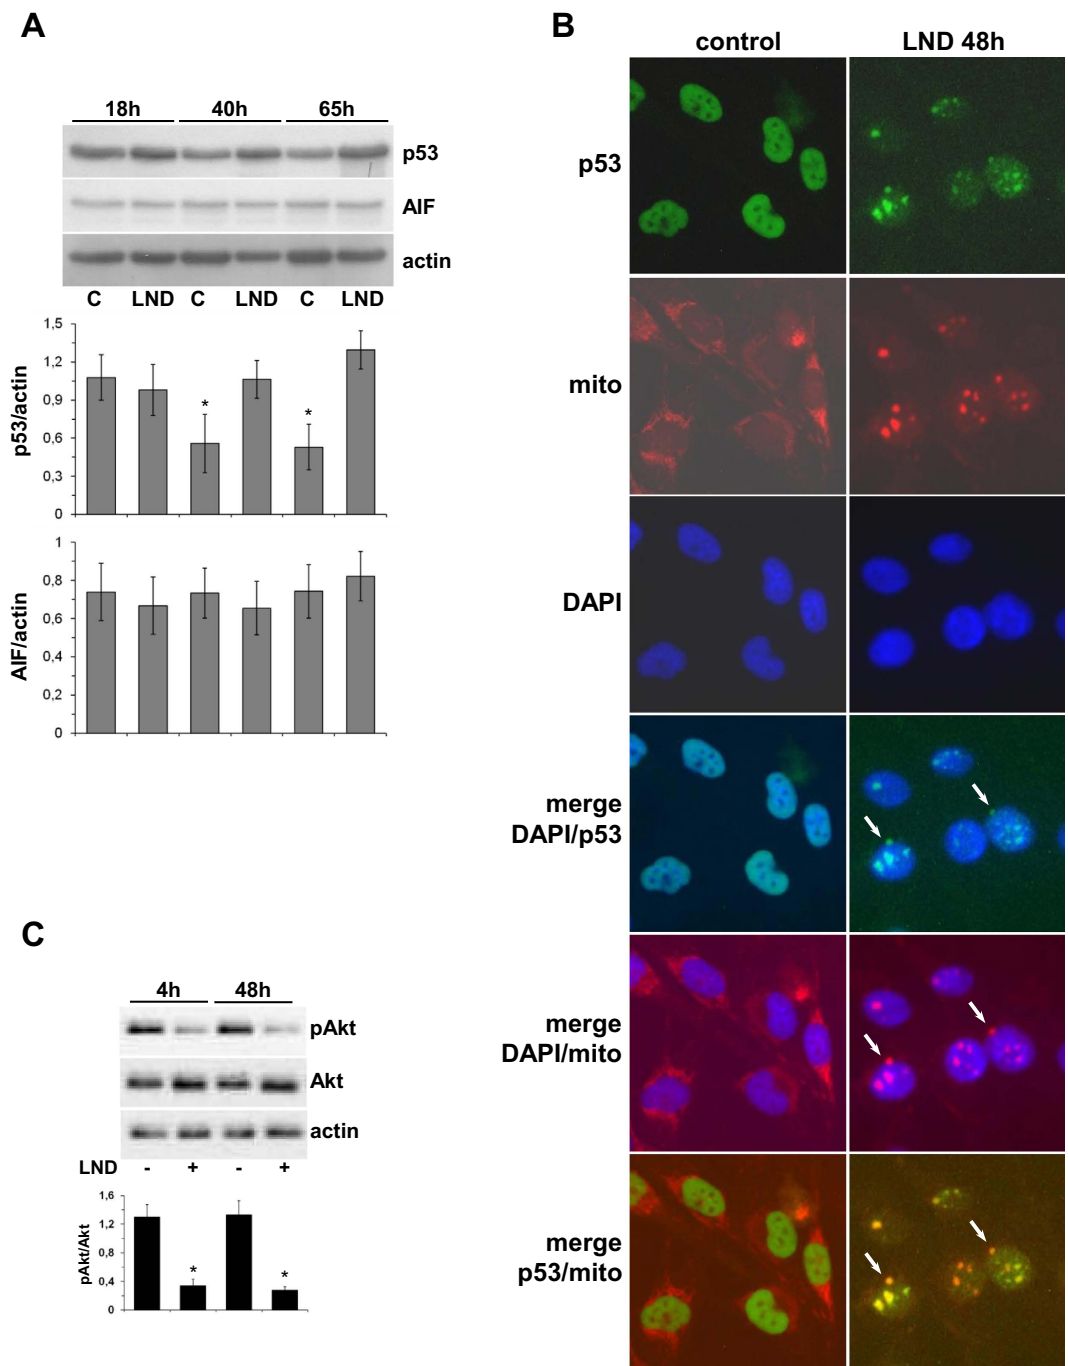 A
18h 40h 65h
p53
AIF
actin
C LND C LND C LND
p53/actin
1,5
1.2
0.9
0.6
0,3
0
*
*
AIF/actin
1
0.8
0.6
0.4
0,2
0
B
control LND 48h
p53
mito
DAPI
merge
DAPI/p53
merge
DAPI/mito
merge
p53/mito
C
4h 48h
pAkt
Akt
actin
LND - + - +
pAkt/Akt
1,6
1,2
0,8
0,4
0
*
*